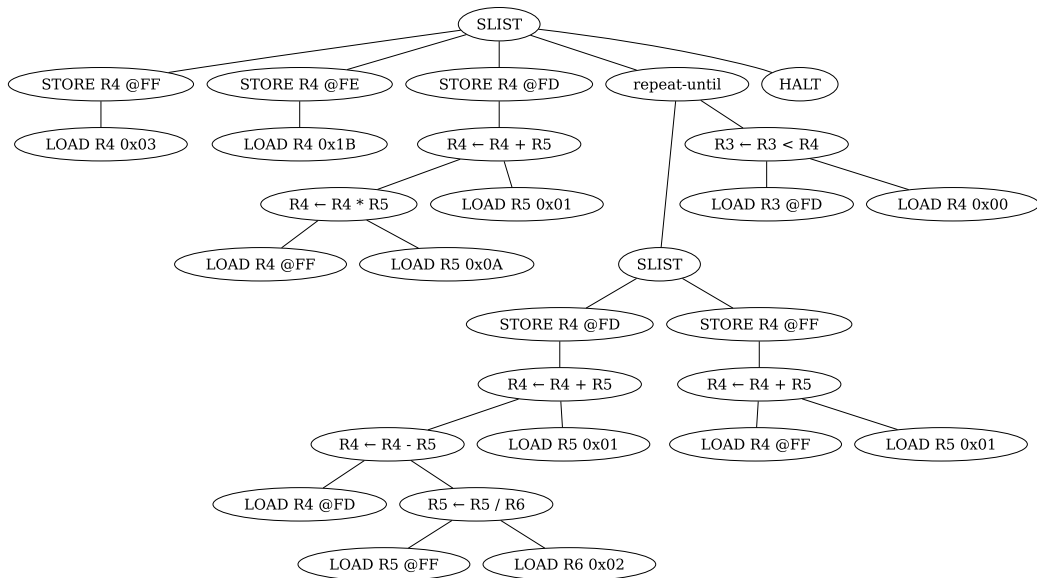 SLIST
STORE R4 @FF
STORE R4 @FE
STORE R4 @FD
repeat-until
HALT
LOAD R4 0x03
LOAD R4 0x1B
R4 ← R4 + R5
R3 ← R3 < R4
R4 ← R4 * R5
LOAD R5 0x01
LOAD R3 @FD
LOAD R4 0x00
LOAD R4 @FF
LOAD R5 0x0A
SLIST
STORE R4 @FD
STORE R4 @FF
R4 ← R4 + R5
R4 ← R4 + R5
R4 ← R4 - R5
LOAD R5 0x01
LOAD R4 @FF
LOAD R5 0x01
LOAD R4 @FD
R5 ← R5 / R6
LOAD R5 @FF
LOAD R6 0x02